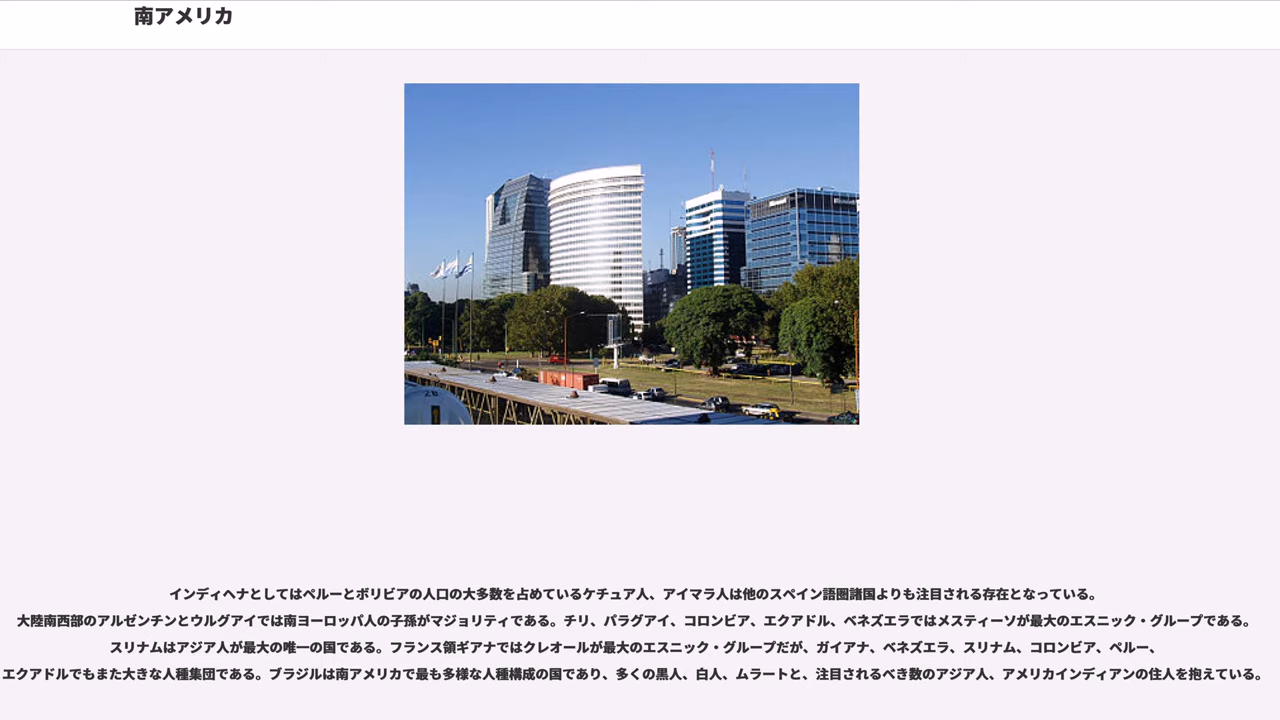 南アメリカ
インディヘナとしてはペルーとボリビアの人口の大多数を占めているケチュア人、アイマラ人は他のスペイン語圏諸国よりも注目される存在となっている。
大陸南西部のアルゼンチンとウルグアイでは南ヨーロッパ人の子孫がマジョリティである。チリ、パラグアイ、コロンビア、エクアドル、ベネズエラではメスティーソが最大のエスニック・グループである。
スリナムはアジア人が最大の唯一の国である。フランス領ギアナではクレオールが最大のエスニック・グループだが、ガイアナ、ベネズエラ、スリナム、コロンビア、ペルー、
エクアドルでもまた大きな人種集団である。ブラジルは南アメリカで最も多様な人種構成の国であり、多くの黒人、白人、ムラートと、注目されるべき数のアジア人、アメリカインディアンの住人を抱えている。